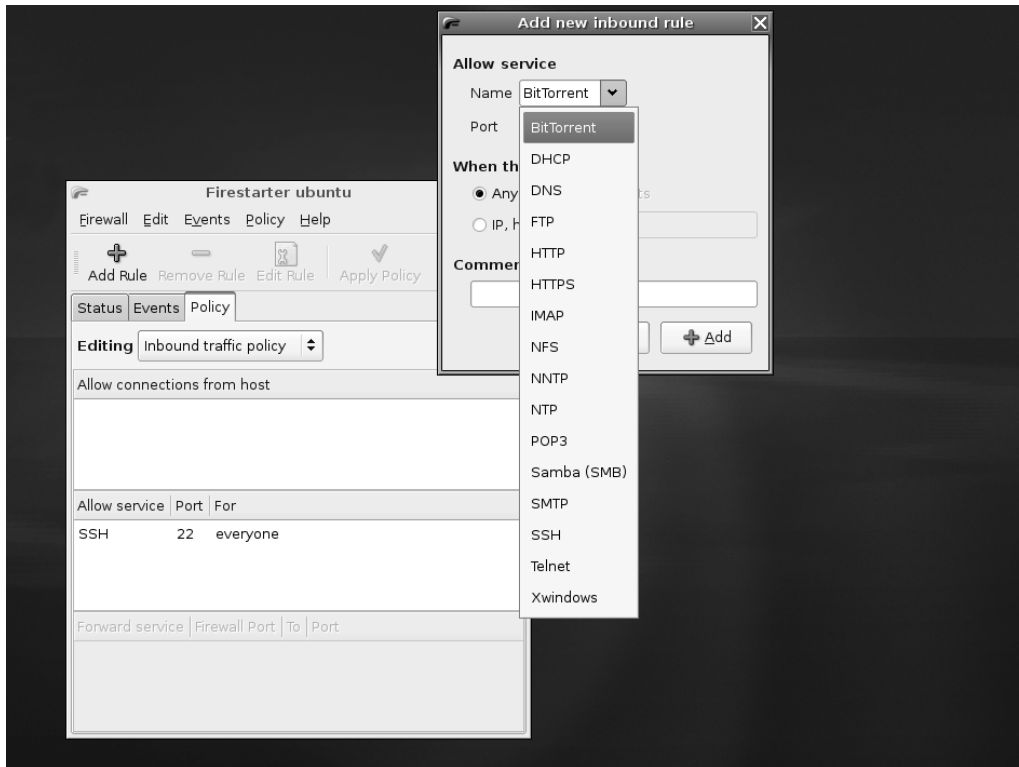 Add new inbound rule
Allow service
Name BitTorrent
Port
BitTorrent
DHCP
DNS
FTP
HTTP
HTTPS
IMAP
NFS
NNTP
NTP
POP3
Samba (SMB)
SMTP
SSH
Telnet
Xwindows
When th
Any
ts
IP, h
Commen
Add
Firestarter ubuntu
Firewall Edit Events Policy Help
Add Rule Remove Rule Edit Rule Apply Policy
Status Events Policy
Editing Inbound traffic policy
Allow connections from host
Allow service Port For
SSH 22 everyone
Forward service Firewall Port To Port